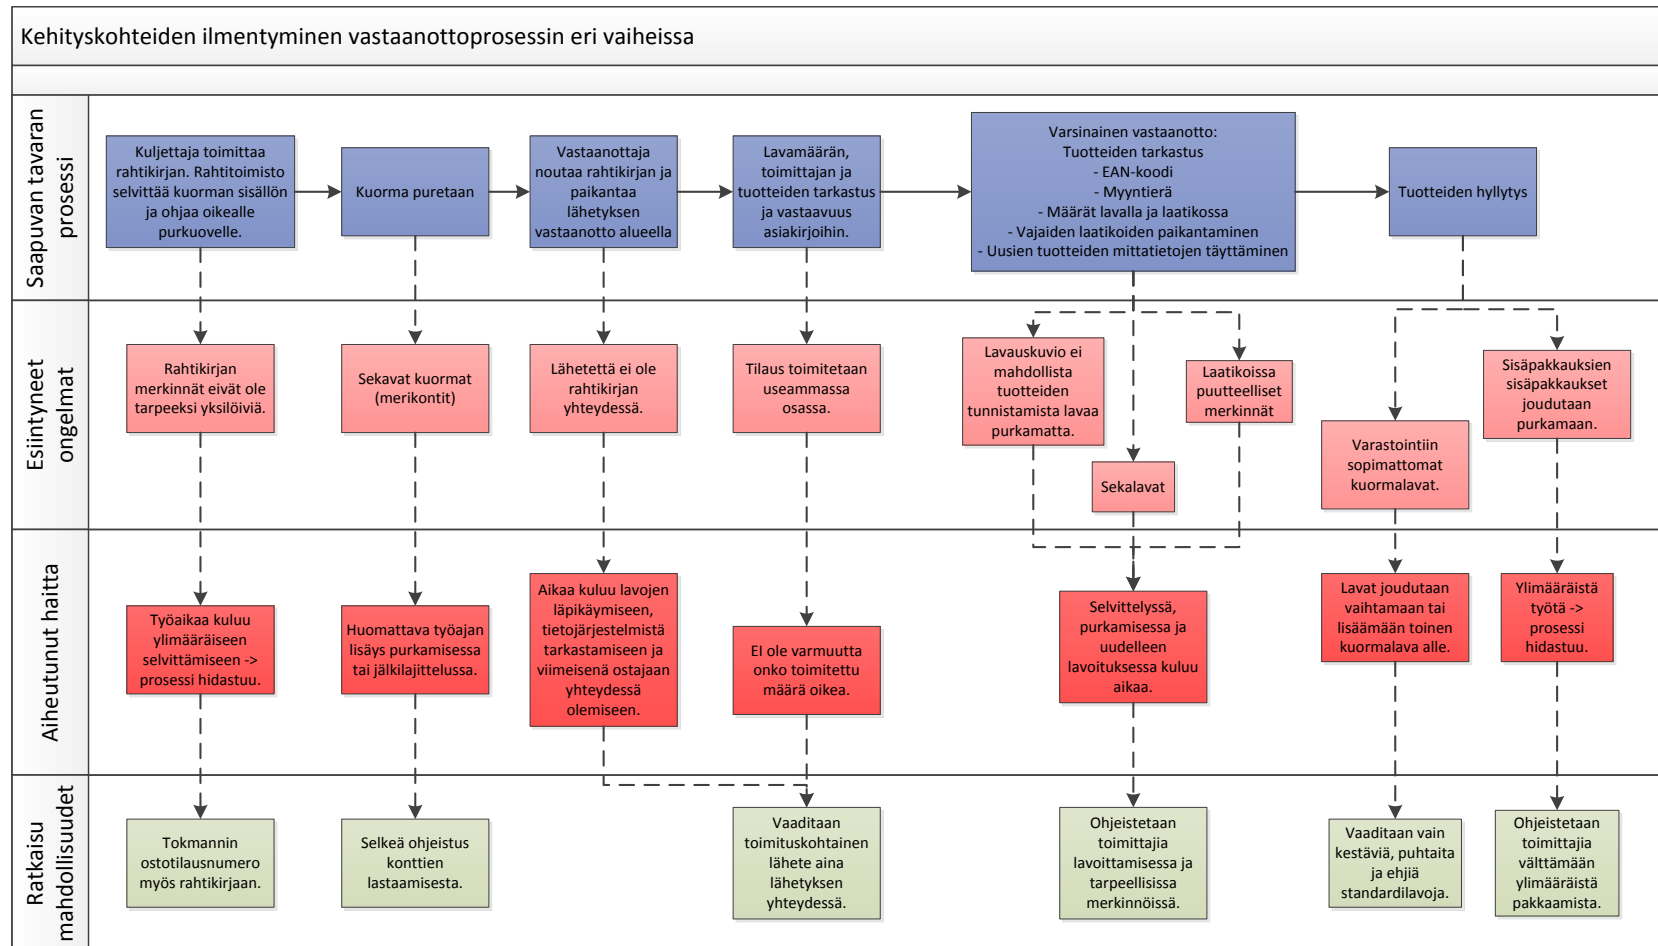 Kehityskohteiden ilmentyminen vastaanottoprosessin eri vaiheissa
Saapuvan tavaran
prosessi
Kuljettaja toimittaa
rahtikirjan. Rahtitoimisto
selvittää kuorman sisällön
ja ohjaa oikealle
purkuovelle.
Kuorma puretaan
Vastaanottaja
noutaa rahtikirjan ja
paikantaa
lähetyksen
vastaanotto alueella
Lavamäärän,
toimittajan ja
tuotteiden tarkastus
ja vastaavuus
asiakirjoihin.
Varsinainen vastaanotto:
Tuotteiden tarkastus
- EAN-koodi
- Myyntierä
- Määrät lavalla ja laatikossa
- Vajaiden laatikoiden paikantaminen
- Uusien tuotteiden mittatietojen täyttäminen
Tuotteiden hyllytys
Esiintyneet
ongelmat
Rahtikirjan
merkinnät eivät ole
tarpeeksi yksilöiviä.
Sekavat kuormat
(merikontit)
Lähetettä ei ole
rahtikirjan
yhteydessä.
Tilaus toimitetaan
useammassa
osassa.
Lavauskuvio ei
mahdollista
tuotteiden
tunnistamista lavaa
purkamatta.
Sekalavat
Laatikoissa
puutteelliset
merkinnät
Varastointiin
sopimattomat
kuormalavat.
Sisäpakkauksien
sisäpakkaukset
joudutaan
purkamaan.
Aiheutunut haitta
Työaikaa kuluu
ylimääräiseen
selvittämiseen ->
prosessi hidastuu.
Huomattava työajan
lisäys purkamisessa
tai jälkilajittelussa.
Aikaa kuluu lavojen
läpikäymiseen,
tietojärjestelmistä
tarkastamiseen ja
viimeisenä ostajaan
yhteydessä
olemiseen.
EI ole varmuutta
onko toimitettu
määrä oikea.
Selvittelyssä,
purkamisessa ja
uudelleen
lavoituksessa kuluu
aikaa.
Lavat joudutaan
vaihtamaan tai
lisäämään toinen
kuormalava alle.
Ylimääräistä
työtä ->
prosessi
hidastuu.
Ratkaisu
mahdollisuudet
Tokmannin
ostotilausnumero
myös rahtikirjaan.
Selkeä ohjeistus
konttien
lastaamisesta.
Vaaditaan
toimituskohtainen
lähete aina
lähetyksen
yhteydessä.
Ohjeistetaan
toimittajia
lavoittamisessa ja
tarpeellisissa
merkinnöissä.
Vaaditaan vain
kestäviä, puhtaita
ja ehjiä
standardilavoja.
Ohjeistetaan
toimittajia
välttämään
ylimääräistä
pakkaamista.